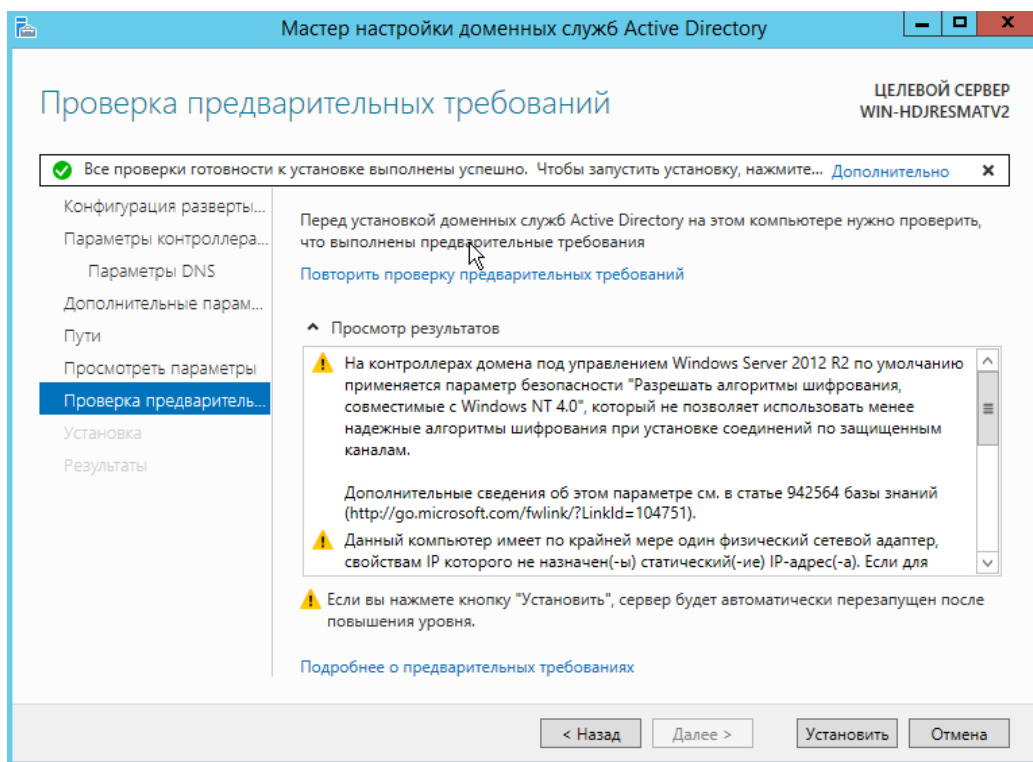 Мастер настройки доменных служб Active Directory
Проверка предварительных требований
ЦЕЛЕВОЙ СЕРВЕР
WIN-HDJRESMATV2
Все проверки готовности к установке выполнены успешно. Чтобы запустить установку, нажмите... Дополнительно
Конфигурация разверты...
Параметры контроллера...
Параметры DNS
Дополнительные парам...
Пути
Просмотреть параметры
Проверка предваритель...
Установка
Результаты
Перед установкой доменных служб Active Directory на этом компьютере нужно проверить,
что выполнены предварительные требования
Повторить проверку предварительных требований
Просмотр результатов
На контроллерах домена под управлением Windows Server 2012 R2 по умолчанию
применяется параметр безопасности "Разрешать алгоритмы шифрования,
совместимые с Windows NT 4.0", который не позволяет использовать менее
надежные алгоритмы шифрования при установке соединений по защищенным
каналам.
Дополнительные сведения об этом параметре см. в статье 942564 базы знаний
(http://go.microsoft.com/fwlink/?LinkId=104751).
Данный компьютер имеет по крайней мере один физический сетевой адаптер,
свойствам IP которого не назначен(-ы) статический(-ие) IP-адрес(-а). Если для
Если вы нажмете кнопку "Установить", сервер будет автоматически перезапущен после
повышения уровня.
Подробнее о предварительных требованиях
< Назад
Далее >
Установить
Отмена